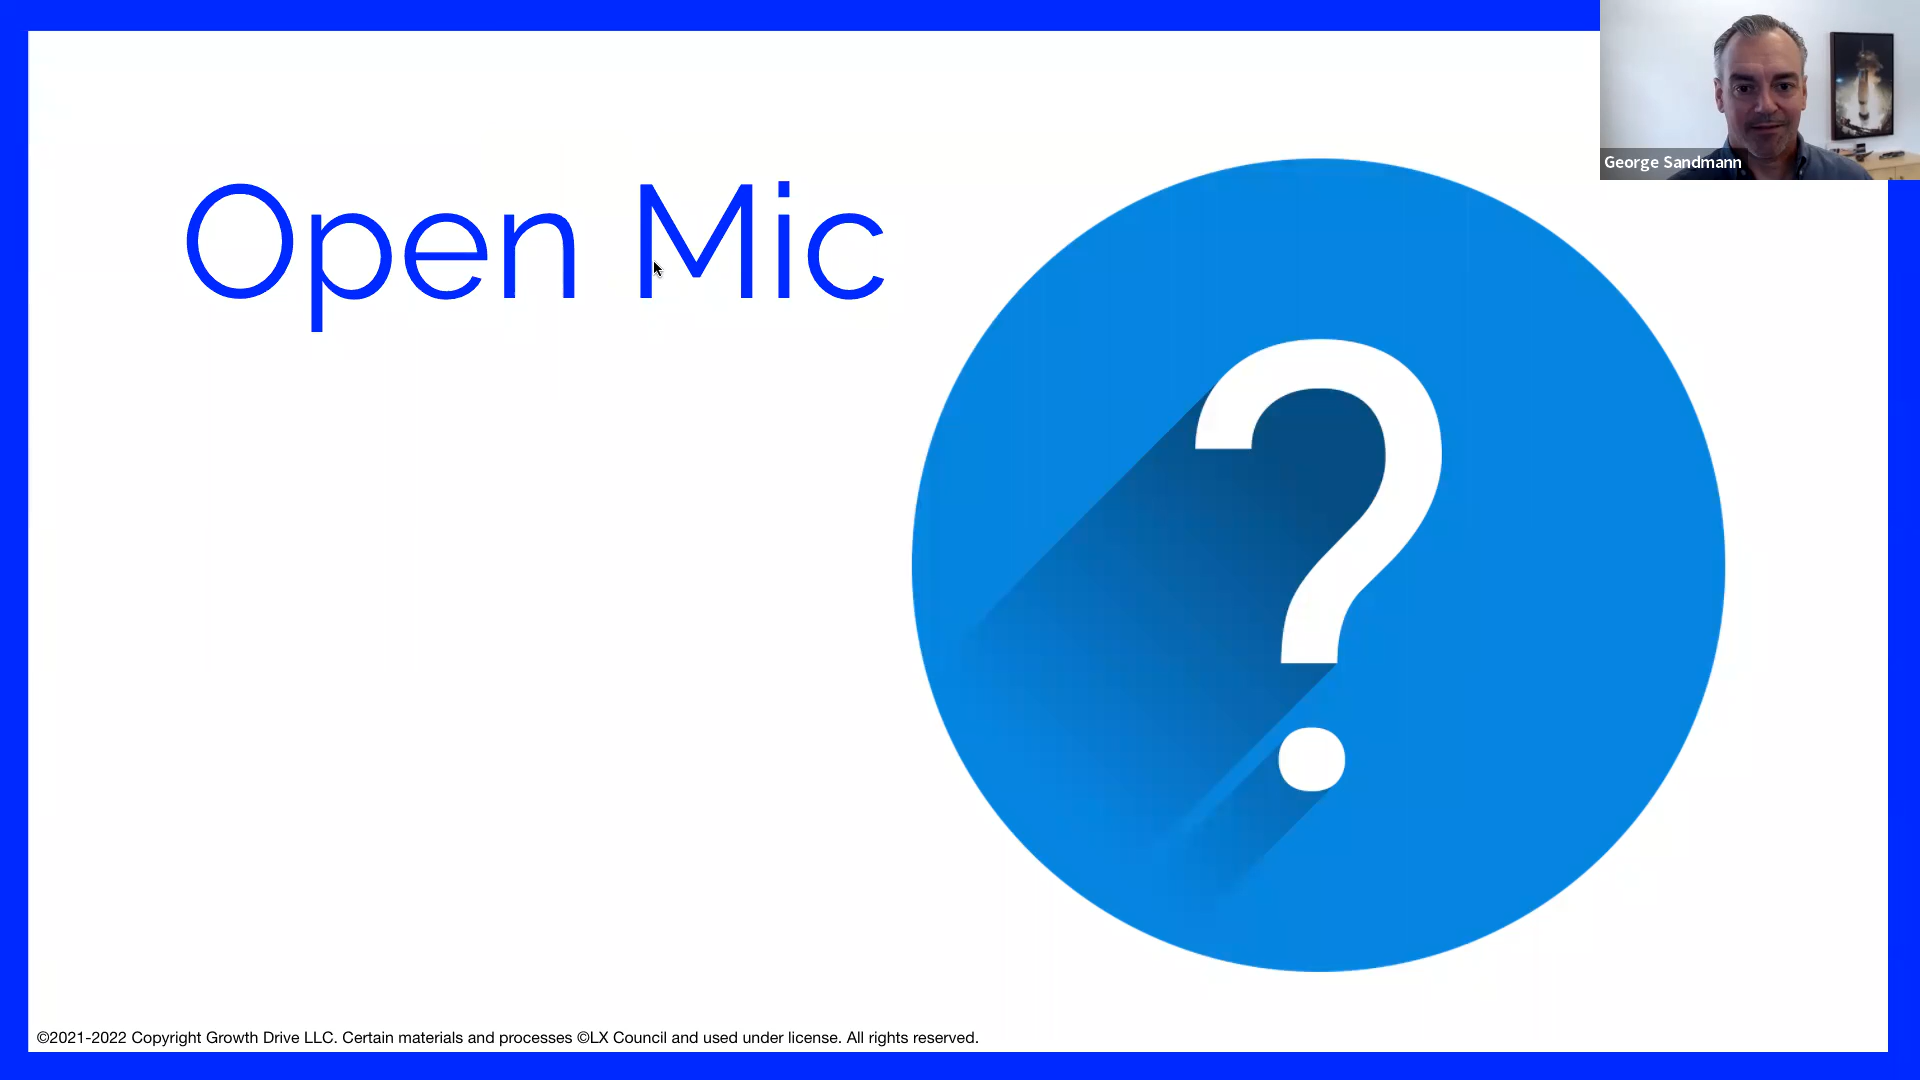 George Sandmann
Open Mic
?
©2021-2022 Copyright Growth Drive LLC. Certain materials and processes ©LX Council and used under license. All rights reserved.